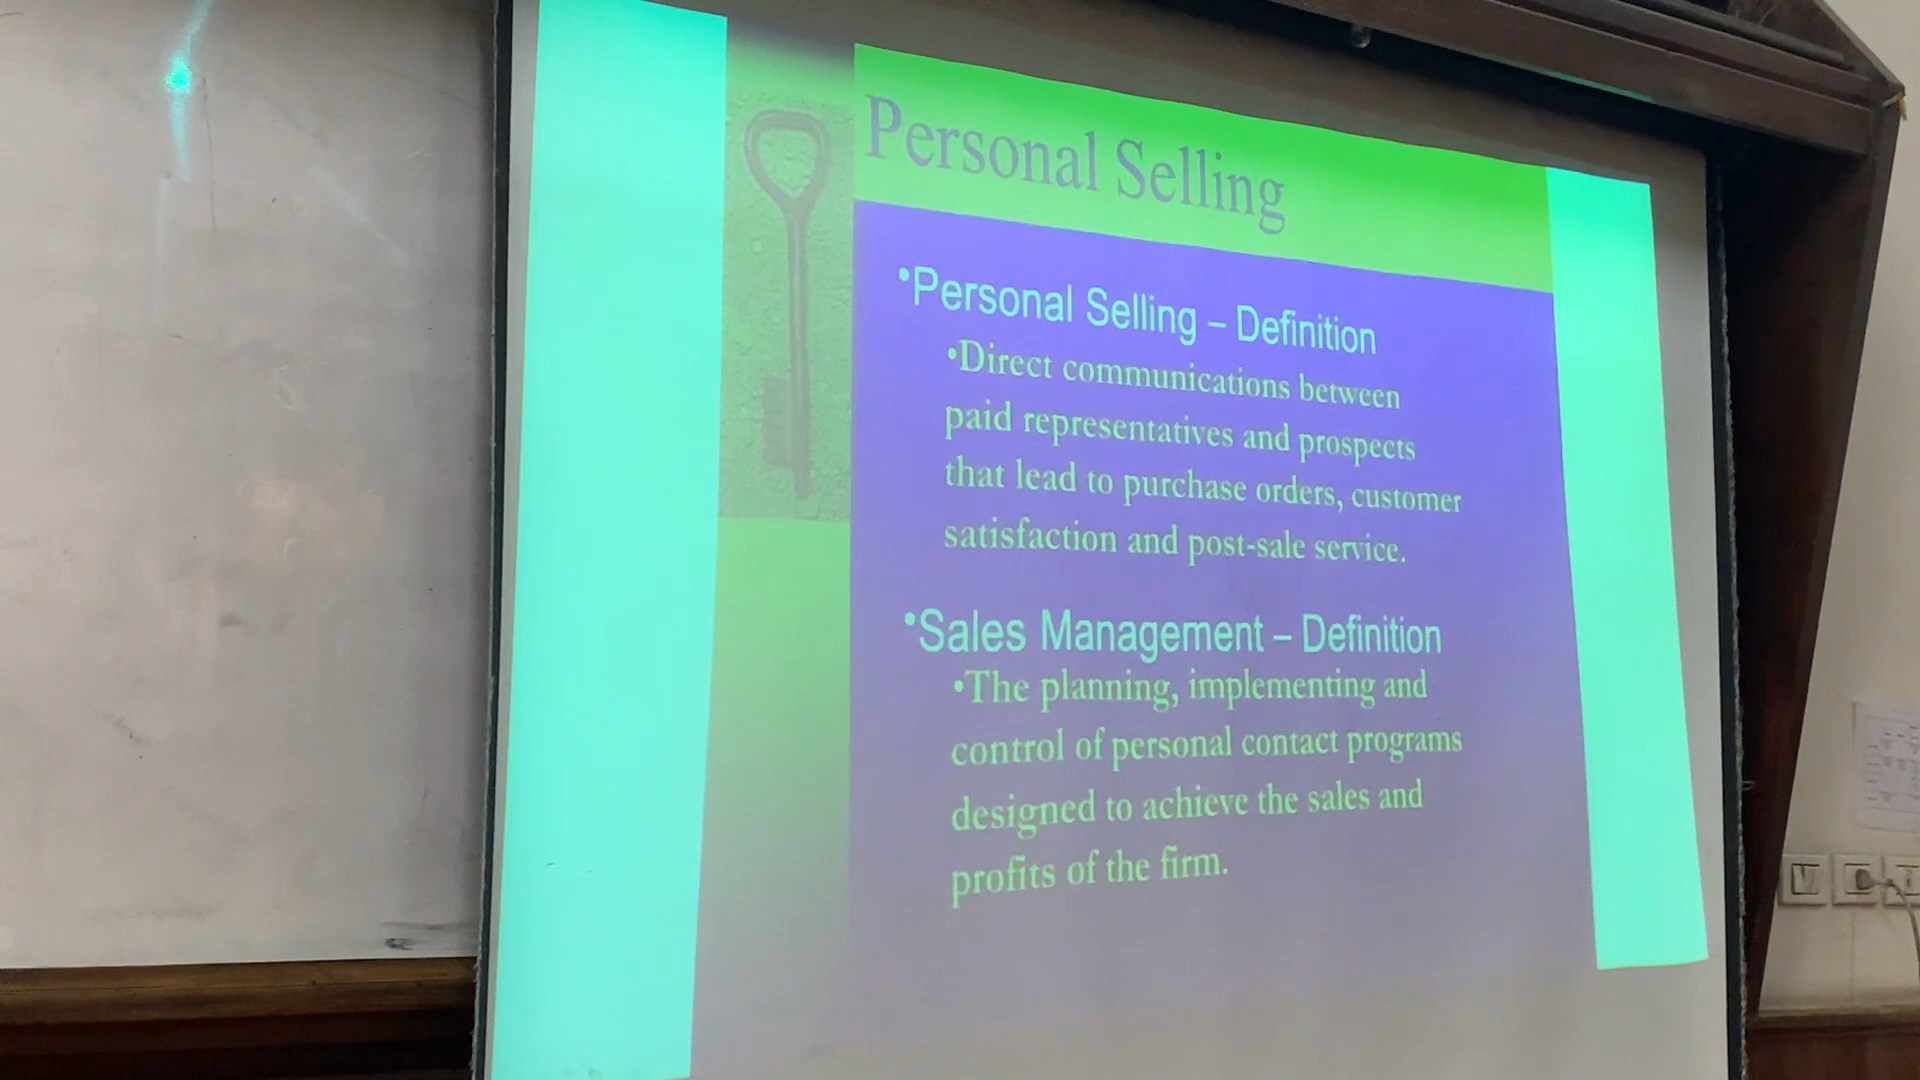 Personal Selling
•Personal Selling – Definition
•Direct communications between
paid representatives and prospects
that lead to purchase orders, customer
satisfaction and post-sale service.
•Sales Management – Definition
•The planning, implementing and
control of personal contact programs
designed to achieve the sales and
profits of the firm.